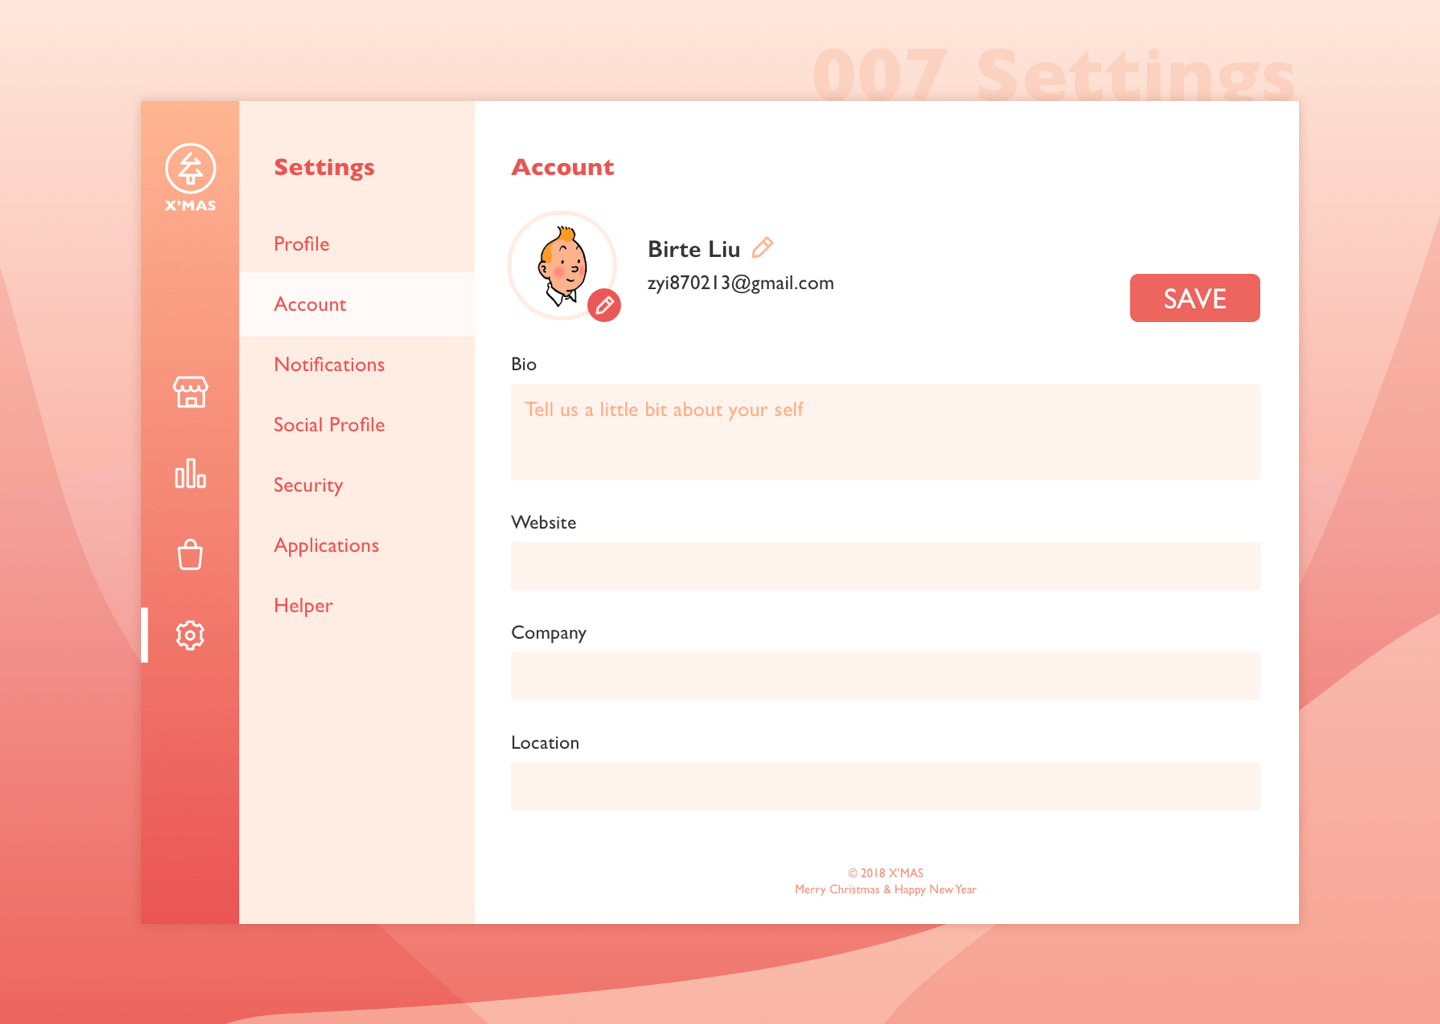 007 Settings
X'MAS
Settings
Profile
Account
Notifications
Social Profile
Security
Applications
Helper
Account
Birte Liu
zyi870213@gmail.com
SAVE
Bio
Tell us a little bit about your self
Website
Company
Location
© 2018 X'MAS
Merry Christmas & Happy New Year